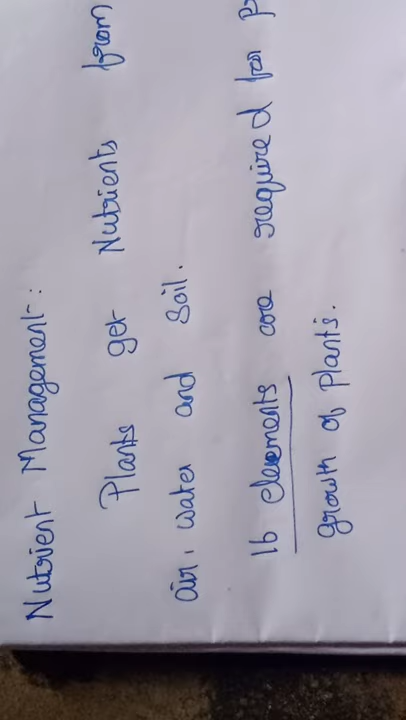 Nutrient Management:
Plants get Nutrients from
air, water and soil.
16 elements are required for
growth of plants.